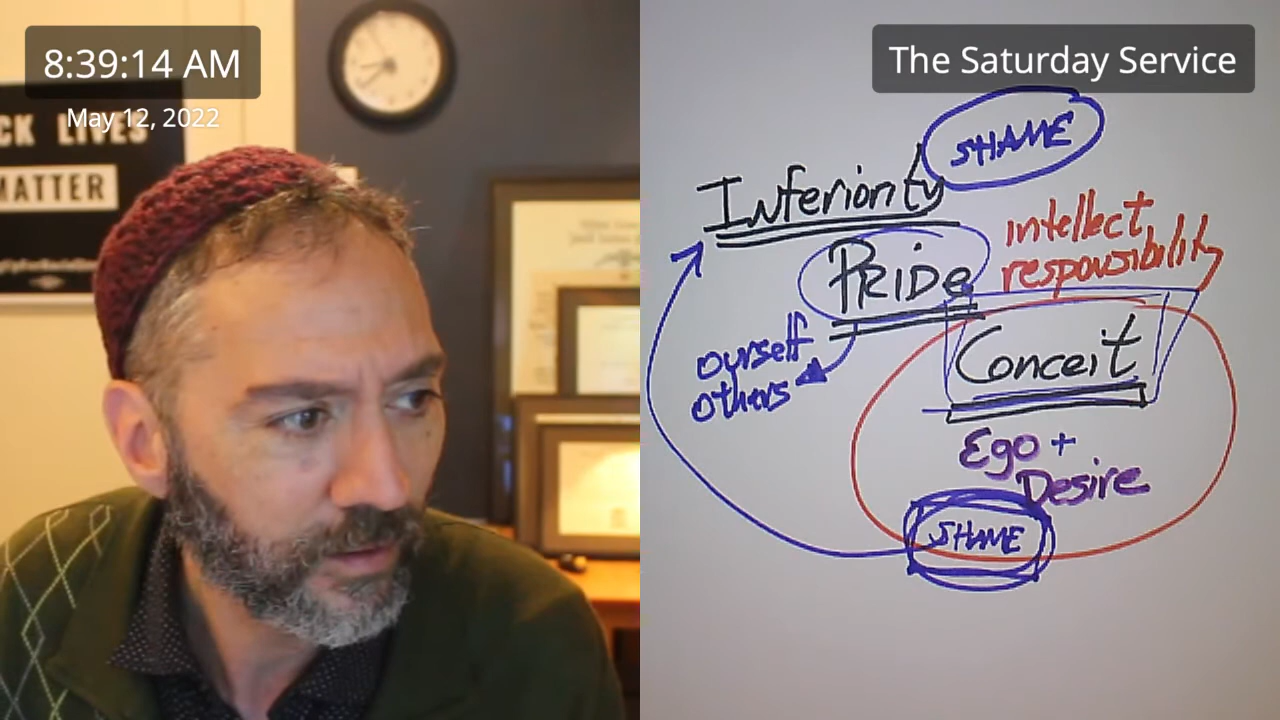 8:39:14 AM
May 12, 2022
CK LIVES
MATTER
The Saturday Service
SHAME
Inferiority
intellect
responsibility
PRIDe
ourself
others
Conceit
Ego +
Desire
SHAME